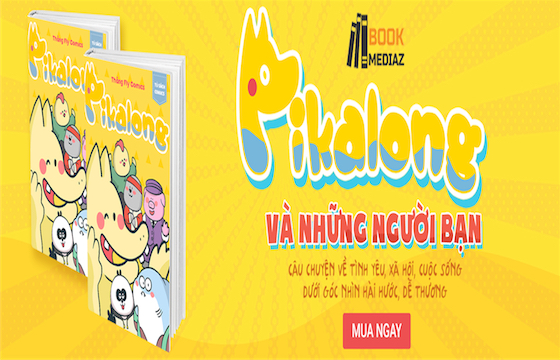 BOOK
MEDIAZ
Pikalong
VÀ NHỮNG NGƯỜI BẠN
CÂU CHUYỆN VỀ TÌNH YÊU, XÃ HỘI, CUỘC SỐNG
DƯỚI GÓC NHÌN HÀI HƯỚC, DỄ THƯƠNG
MUA NGAY
Thăng Fly Comics
Pikalong
Thăng Fly Comics
Pikalong